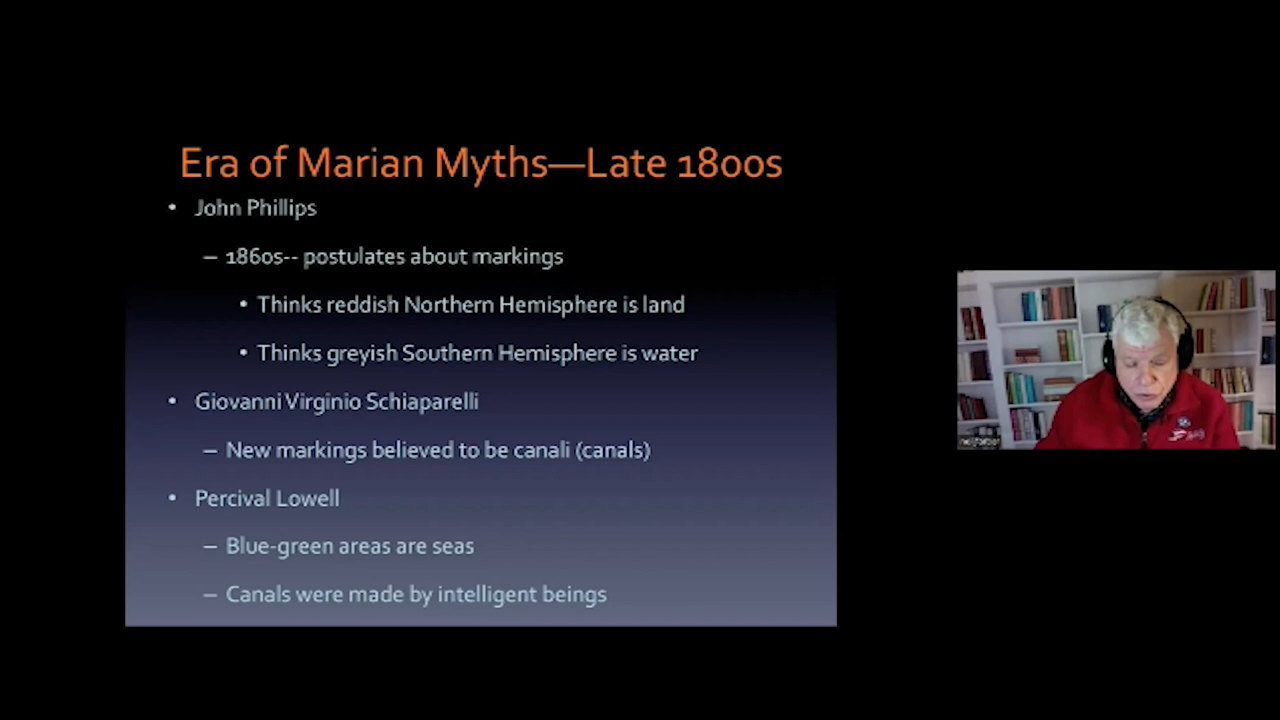 Era of Marian Myths—Late 1800s
• John Phillips
– 1860s-- postulates about markings
• Thinks reddish Northern Hemisphere is land
• Thinks greyish Southern Hemisphere is water
• Giovanni Virginio Schiaparelli
– New markings believed to be canali (canals)
• Percival Lowell
– Blue-green areas are seas
– Canals were made by intelligent beings